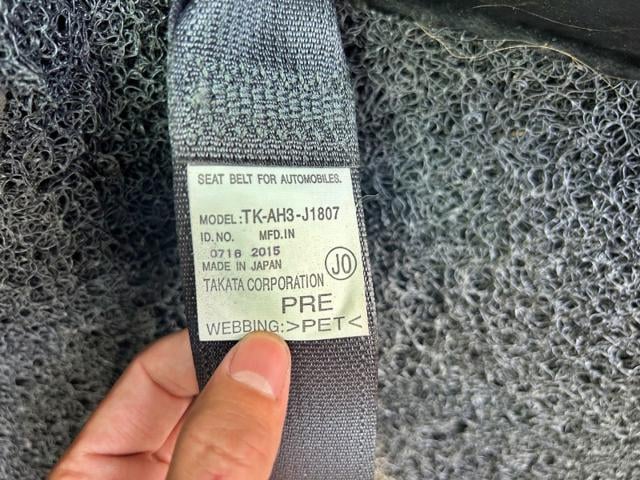 SEAT BELT FOR AUTOMOBILES.
MODEL:TK-AH3-J1807
ID.NO. MFD.IN
0716 2015
MADE IN JAPAN
TAKATA CORPORATION JO
PRE
WEBBING:>PET<